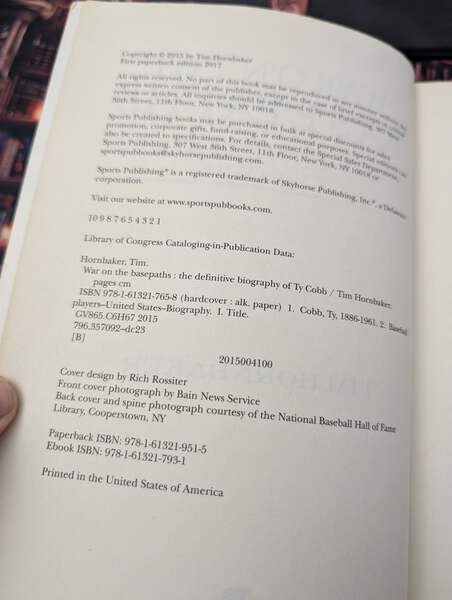 Copyright © 2015 by Tim Hornbaker
First paperback edition 2017
All rights reserved. No part of this book may be reproduced in any manner without the
express written consent of the publisher, except in the case of brief excerpts in critical
reviews or articles. All inquiries should be addressed to Sports Publishing, 307 West
36th Street, 11th Floor, New York, NY 10018.
Sports Publishing books may be purchased in bulk at special discounts for sales
promotion, corporate gifts, fund-raising, or educational purposes. Special editions can
also be created to specifications. For details, contact the Special Sales Department,
Sports Publishing, 307 West 36th Street, 11th Floor, New York, NY 10018 or
sportspubbooks@skyhorsepublishing.com.
Sports Publishing® is a registered trademark of Skyhorse Publishing, Inc.®, a Delaware
corporation.
Visit our website at www.sportspubbooks.com.
10 9 8 7 6 5 4 3 2 1
Library of Congress Cataloging-in-Publication Data:
Hornbaker, Tim.
War on the basepaths : the definitive biography of Ty Cobb / Tim Hornbaker.
pages cm
ISBN 978-1-61321-765-8 (hardcover : alk. paper) 1. Cobb, Ty, 1886-1961. 2. Baseball
players–United States–Biography. I. Title.
GV865.C6H67 2015
796.357092–dc23
[B]
2015004100
Cover design by Rich Rossiter
Front cover photograph by Bain News Service
Back cover and spine photograph courtesy of the National Baseball Hall of Fame
Library, Cooperstown, NY
Paperback ISBN: 978-1-61321-951-5
Ebook ISBN: 978-1-61321-793-1
Printed in the United States of America